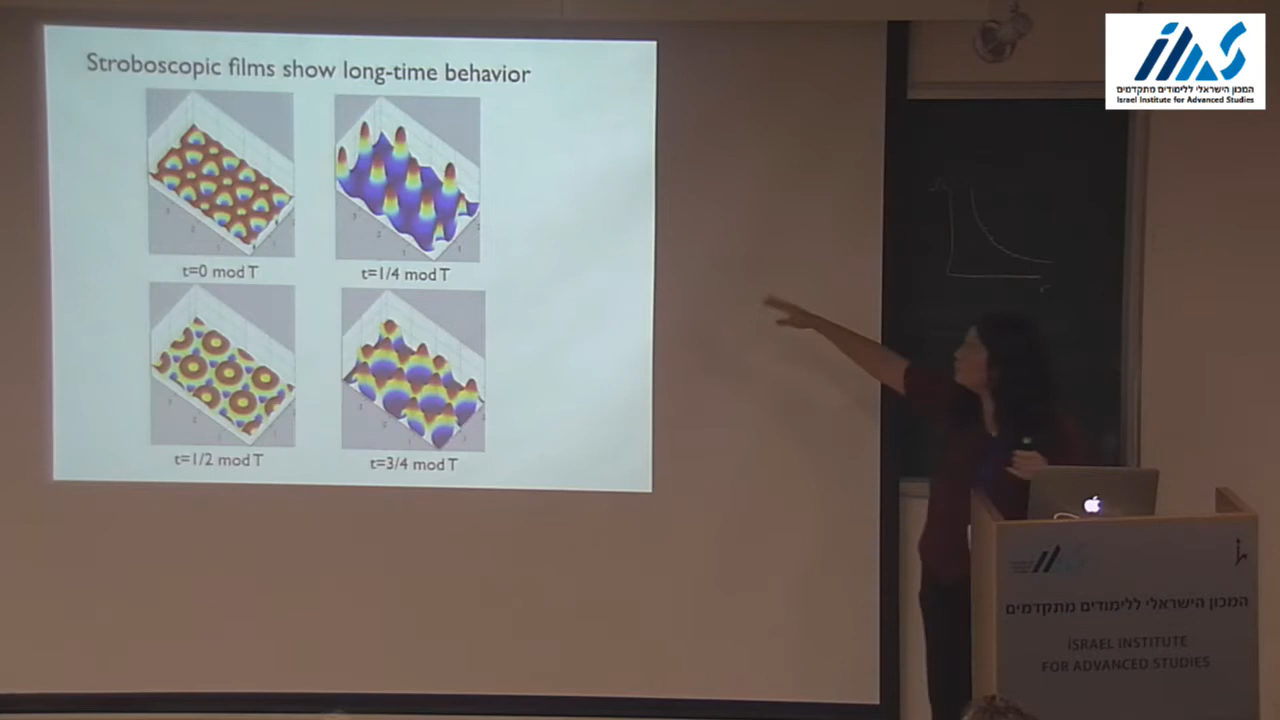 Stroboscopic films show long-time behavior
t=0 mod T
t=1/4 mod T
t=1/2 mod T
t=3/4 mod T
ias
המכון הישראלי ללימודים מתקדמים
Israel Institute for Advanced Studies
המכון הישראלי ללימודים מתקדמים
ISRAEL INSTITUTE
FOR ADVANCED STUDIES